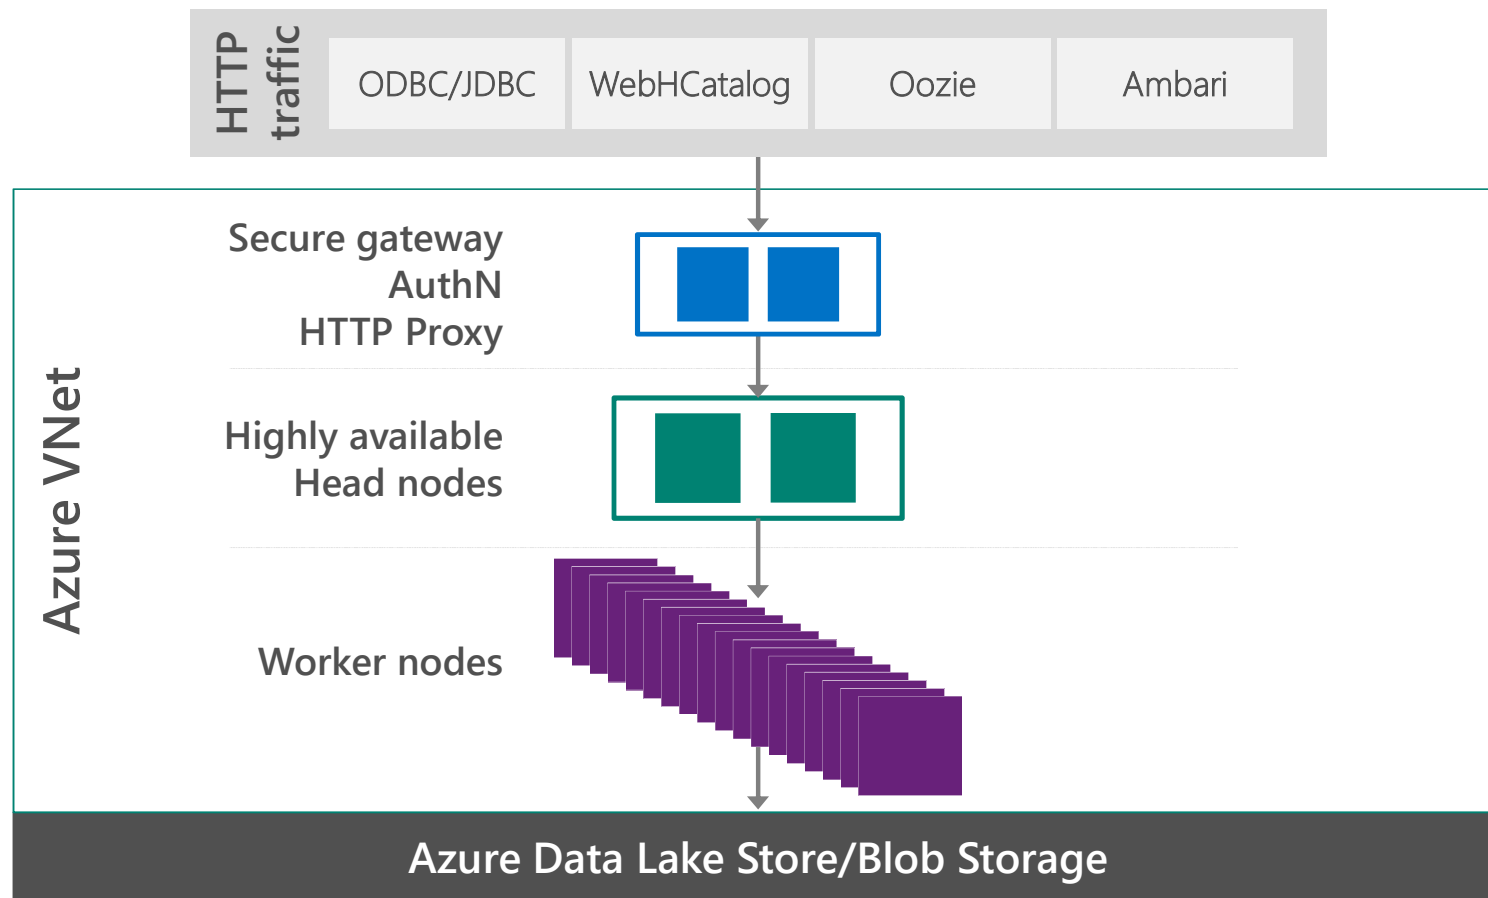 HTTP
traffic
ODBC/JDBC
WebHCatalog
Oozie
Ambari
Azure VNet
Secure gateway
AuthN
HTTP Proxy
Highly available
Head nodes
Worker nodes
Azure Data Lake Store/Blob Storage